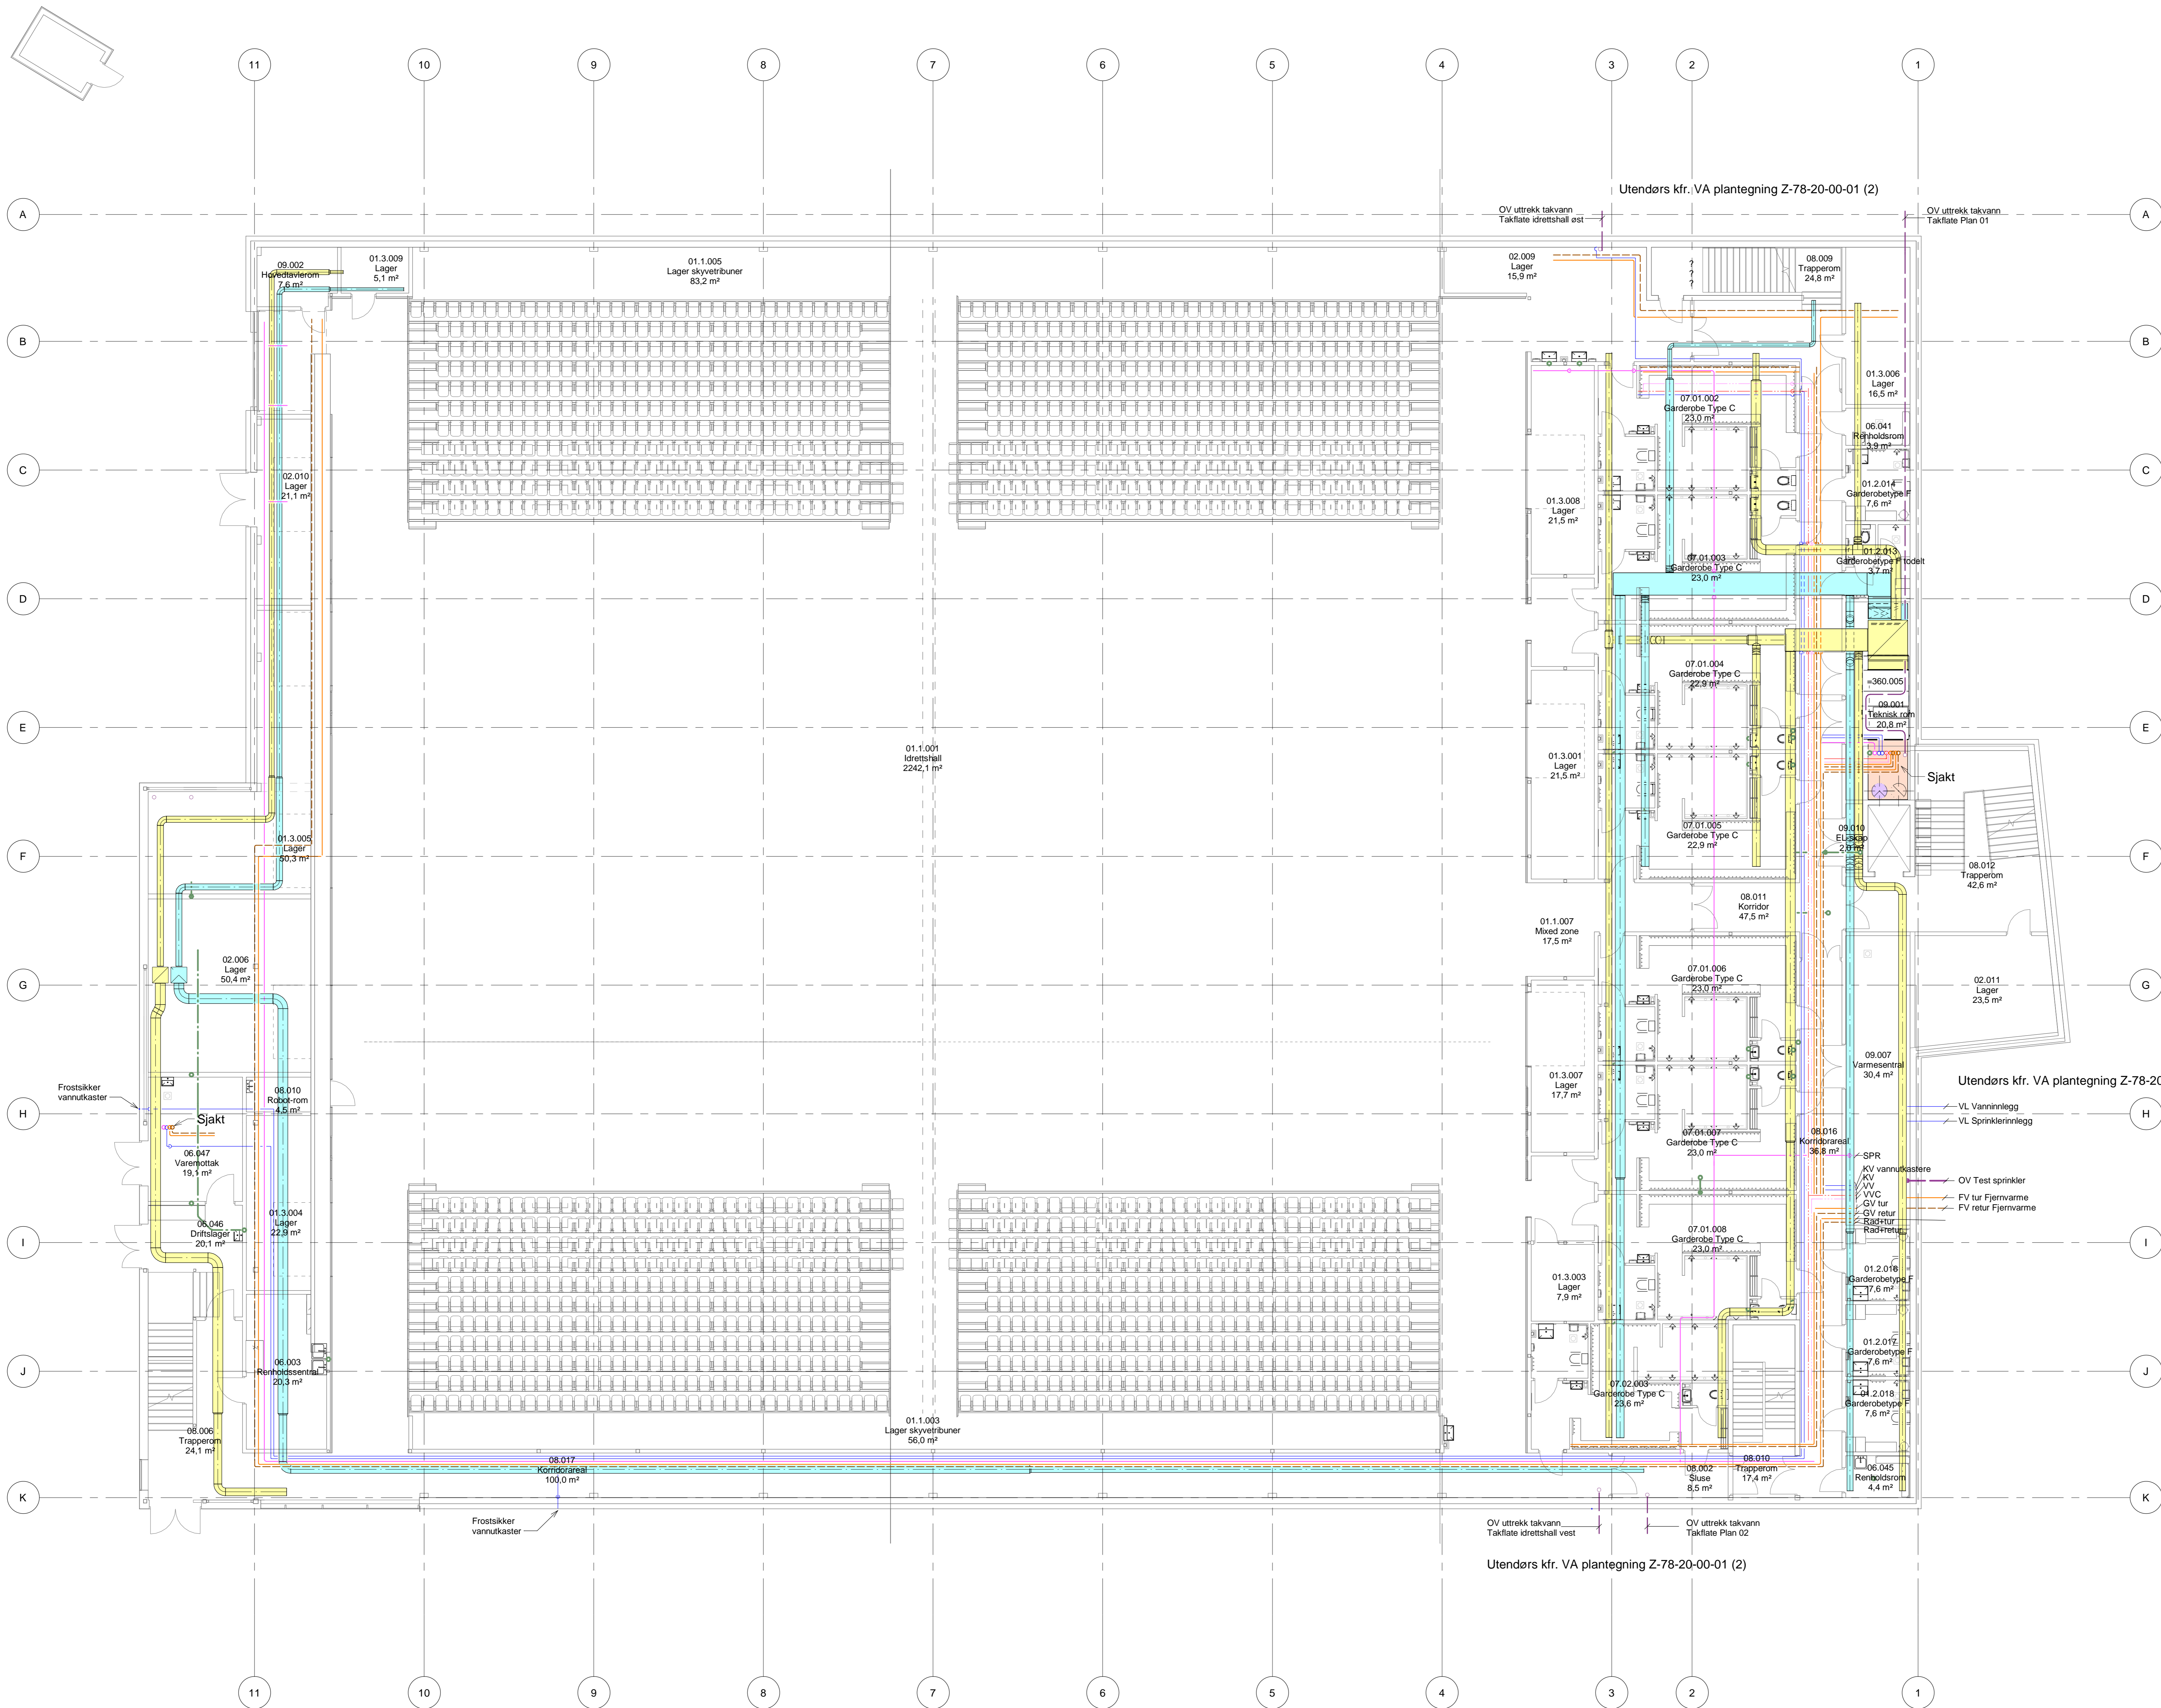 11
10
9
8
7
6
5
4
3
2
1
Utendørs kfr. VA plantegning Z-78-20-00-01 (2)
A
OV uttrekk takvann
Takflate idrettshall øst
OV uttrekk takvann
Takflate Plan 01
A
09.002
Hovedtavlerom
7,6 m²
01.3.009
Lager
5,1 m²
01.1.005
Lager skyvetribuner
83,2 m²
02.009
Lager
15,9 m²
?
?
?
08.009
Trapperom
24,8 m²
B
B
01.3.006
Lager
16,5 m²
07.01.002
Garderobe Type C
23,0 m²
06.041
Renholdsrom
3,9 m²
C
C
02.010
Lager
21,1 m²
01.3.008
Lager
21,5 m²
01.2.014
Garderobetype F
7,6 m²
07.01.003
Garderobe Type C
23,0 m²
01.2.013
Garderobetype F todelt
3,7 m²
D
D
07.01.004
Garderobe Type C
22,9 m²
=360.005
09.001
Teknisk rom
20,8 m²
E
E
01.1.001
Idrettshall
2242,1 m²
01.3.001
Lager
21,5 m²
Sjakt
01.3.005
Lager
50,3 m²
07.01.005
Garderobe Type C
22,9 m²
09.010
EL-skap
2,0 m²
F
F
08.012
Trapperom
42,6 m²
08.011
Korridor
47,5 m²
01.1.007
Mixed zone
17,5 m²
02.006
Lager
50,4 m²
07.01.006
Garderobe Type C
23,0 m²
G
G
02.011
Lager
23,5 m²
09.007
Varmesentral
30,4 m²
Utendørs kfr. VA plantegning Z-78-20
Frostsikker
vannutkaster
08.010
Robot-rom
4,5 m²
01.3.007
Lager
17,7 m²
VL Vanninnlegg
H
H
Sjakt
VL Sprinklerinnlegg
07.01.007
Garderobe Type C
23,0 m²
08.016
Korridorareal
36,8 m²
06.047
Varemottak
19,1 m²
SPR
KV vannutkastere
KV
VV
VVC
GV tur
GV retur
Rad+tur
Rad+retur
OV Test sprinkler
FV tur Fjernvarme
FV retur Fjernvarme
01.3.004
Lager
22,9 m²
06.046
Driftslager
20,1 m²
07.01.008
Garderobe Type C
23,0 m²
I
I
01.3.003
Lager
7,9 m²
01.2.016
Garderobetype F
7,6 m²
01.2.017
Garderobetype F
7,6 m²
06.003
Renholdssentral
20,3 m²
J
J
07.02.003
Garderobe Type C
23,6 m²
01.2.018
Garderobetype F
7,6 m²
01.1.003
Lager skyvetribuner
56,0 m²
08.006
Trapperom
24,1 m²
08.017
Korridorareal
100,0 m²
08.002
Sluse
8,5 m²
08.010
Trapperom
17,4 m²
06.045
Renholdsrom
4,4 m²
K
K
Frostsikker
vannutkaster
OV uttrekk takvann
Takflate idrettshall vest
OV uttrekk takvann
Takflate Plan 02
Utendørs kfr. VA plantegning Z-78-20-00-01 (2)
11
10
9
8
7
6
5
4
3
2
1